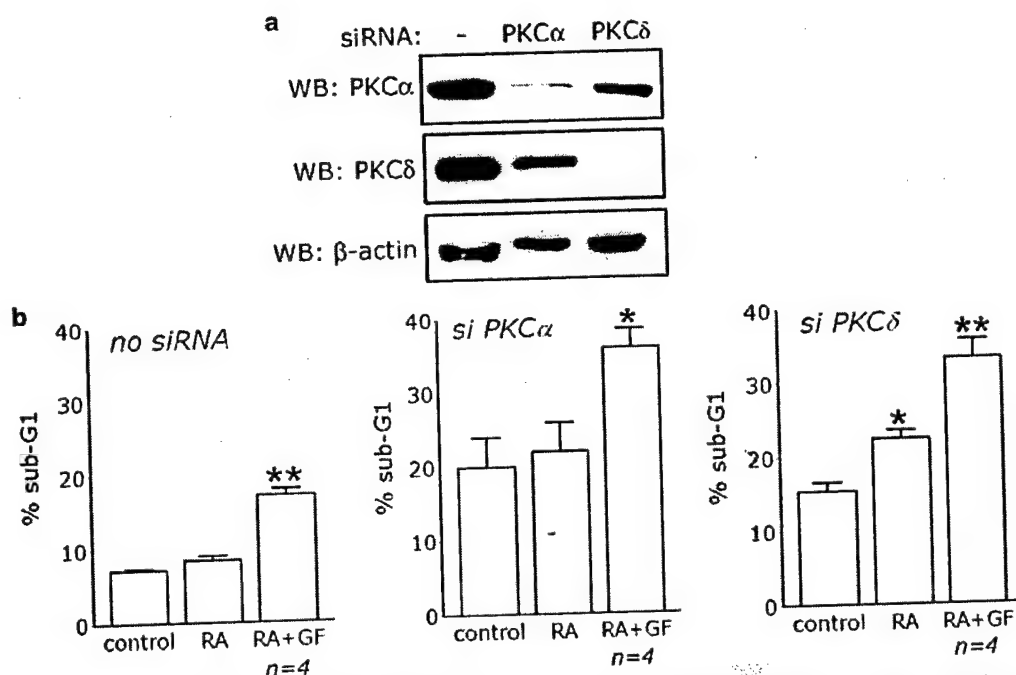 a
siRNA: - PKCα PKCδ
WB: PKCα
WB: PKCδ
WB: β-actin
b
no siRNA
% sub-G1
40
30
20
10
0
**
control RA RA+GF
n=4
si PKCα
% sub-G1
40
30
20
10
0
*
control RA RA+GF
n=4
si PKCδ
% sub-G1
40
30
20
10
0
*
**
control RA RA+GF
n=4